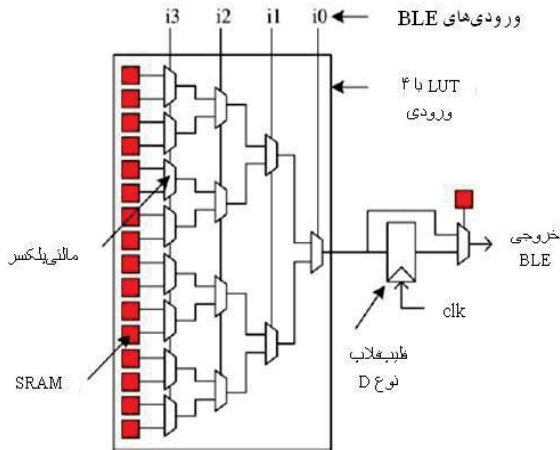 i3 i2 i1 i0 ورودی‌های BLE
LUT با ۴
ورودی
مالتی‌پلکسر
خروجی
BLE
clk
فلیپ‌فلاپ
نوع D
SRAM